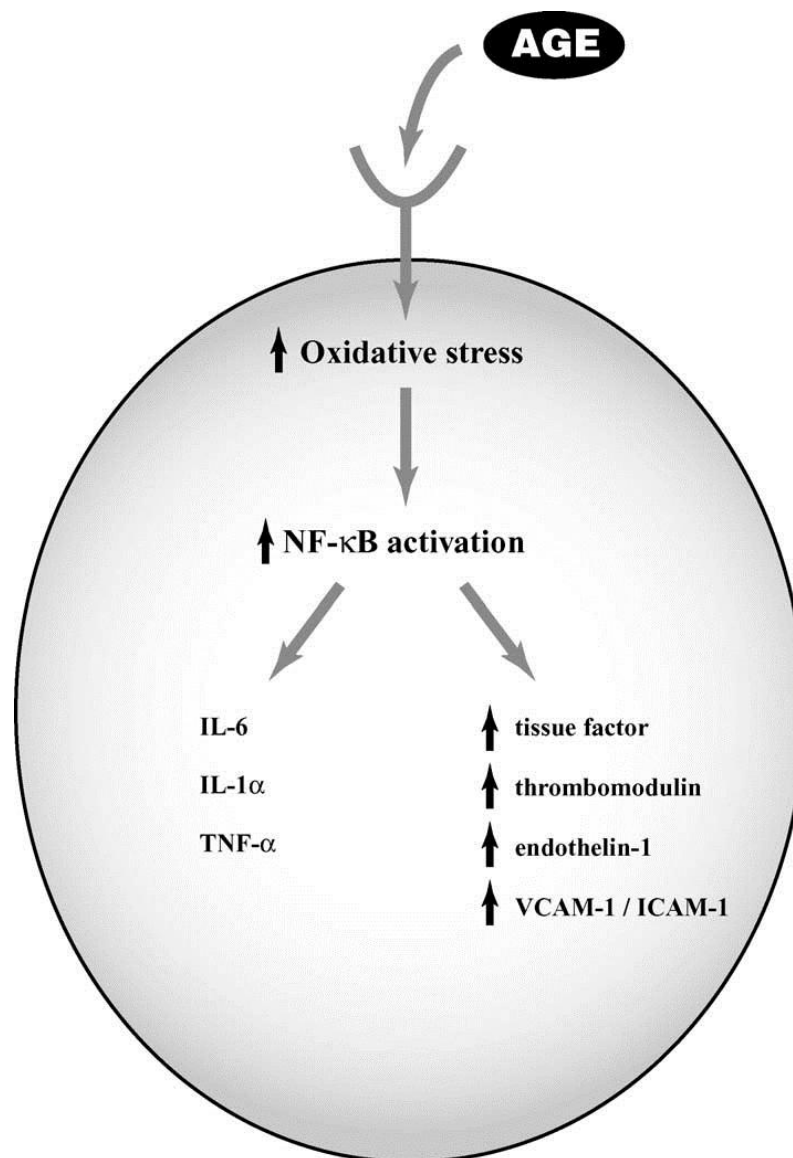 AGE
Oxidative stress
NF-κB activation
IL-6
IL-1α
TNF-α
tissue factor
thrombomodulin
endothelin-1
VCAM-1 / ICAM-1